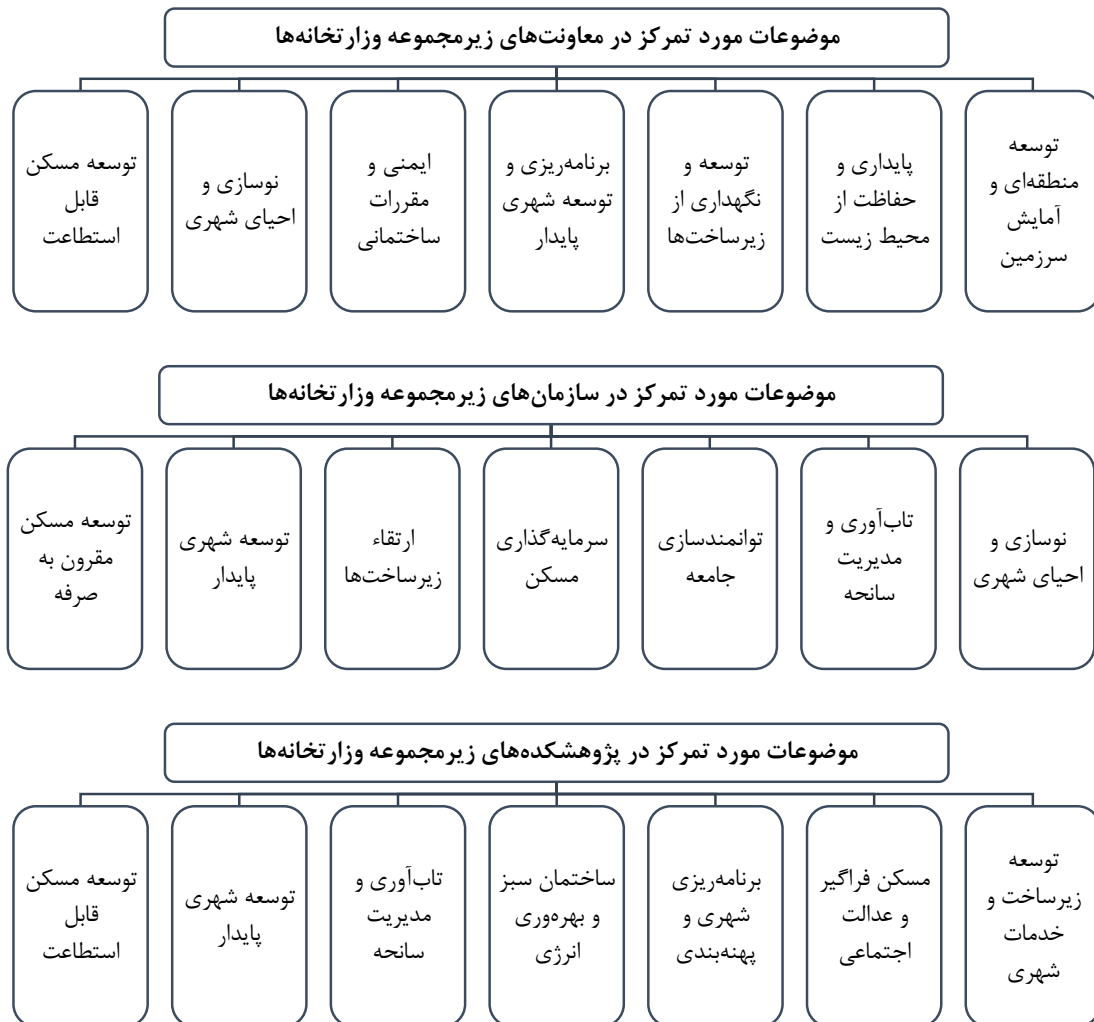 موضوعات مورد تمرکز در معاونت‌های زیرمجموعه وزارتخانه‌ها
توسعه
منطقه‌ای و
آمایش
سرزمین
پایداری و
حفاظت از
محیط زیست
توسعه و
نگهداری از
زیرساخت‌ها
برنامه‌ریزی و
توسعه شهری
پایدار
ایمنی و
مقررات
ساختمانی
نوسازی و
احیای شهری
توسعه مسکن
قابل
استطاعت
موضوعات مورد تمرکز در سازمان‌های زیرمجموعه وزارتخانه‌ها
نوسازی و
احیای شهری
تاب‌آوری و
مدیریت
سانحه
توانمندسازی
جامعه
سرمایه‌گذاری
مسکن
ارتقاء
زیرساخت‌ها
توسعه شهری
پایدار
توسعه مسکن
مقرون به
صرفه
موضوعات مورد تمرکز در پژوهشکده‌های زیرمجموعه وزارتخانه‌ها
توسعه
زیرساخت و
خدمات
شهری
مسکن فراگیر
و عدالت
اجتماعی
برنامه‌ریزی
شهری و
پهنه‌بندی
ساختمان سبز
و بهره‌وری
انرژی
تاب‌آوری و
مدیریت
سانحه
توسعه شهری
پایدار
توسعه مسکن
قابل
استطاعت